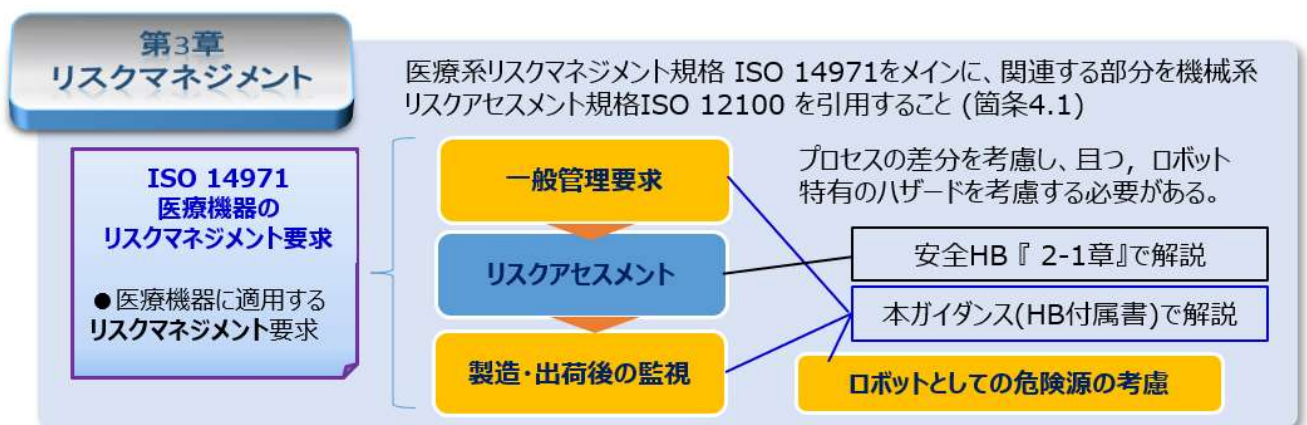 第3章
リスクマネジメント
医療系リスクマネジメント規格 ISO 14971をメインに、関連する部分を機械系
リスクアセスメント規格ISO 12100 を引用すること (箇条4.1)
ISO 14971
医療機器の
リスクマネジメント要求
●医療機器に適用する
リスクマネジメント要求
一般管理要求
リスクアセスメント
製造・出荷後の監視
プロセスの差分を考慮し、且つ, ロボット
特有のハザードを考慮する必要がある。
安全HB『 2-1章』で解説
本ガイダンス(HB付属書)で解説
ロボットとしての危険源の考慮